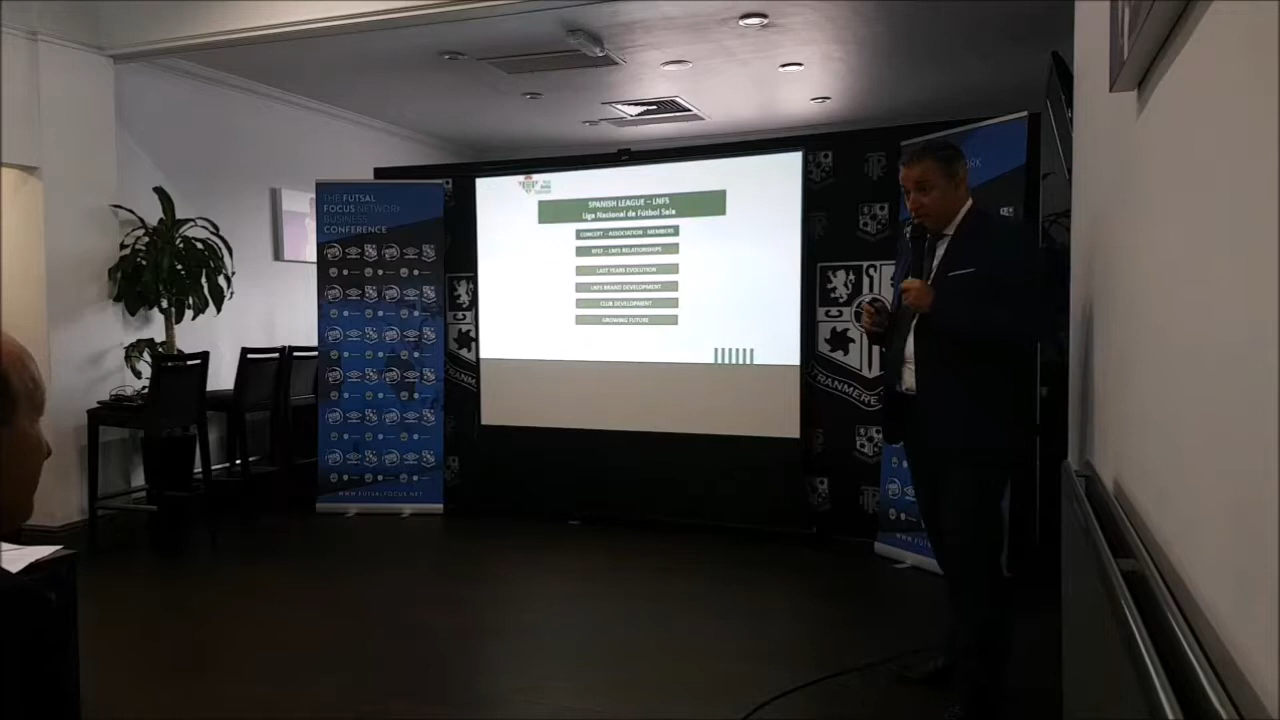 THE FUTSAL
FOCUS NETWORK
BUSINESS
CONFERENCE
WWW.FUTSALFOCUS.NET
SPANISH LEAGUE – LNFS
Liga Nacional de Fútbol Sala
CONCEPT – ASSOCIATION - MEMBERS
RFEF – LNFS RELATIONSHIPS
LAST YEARS EVOLUTION
LNFS BRAND DEVELOPMENT
CLUB DEVELOPMENT
GROWING FUTURE
TRANMERE